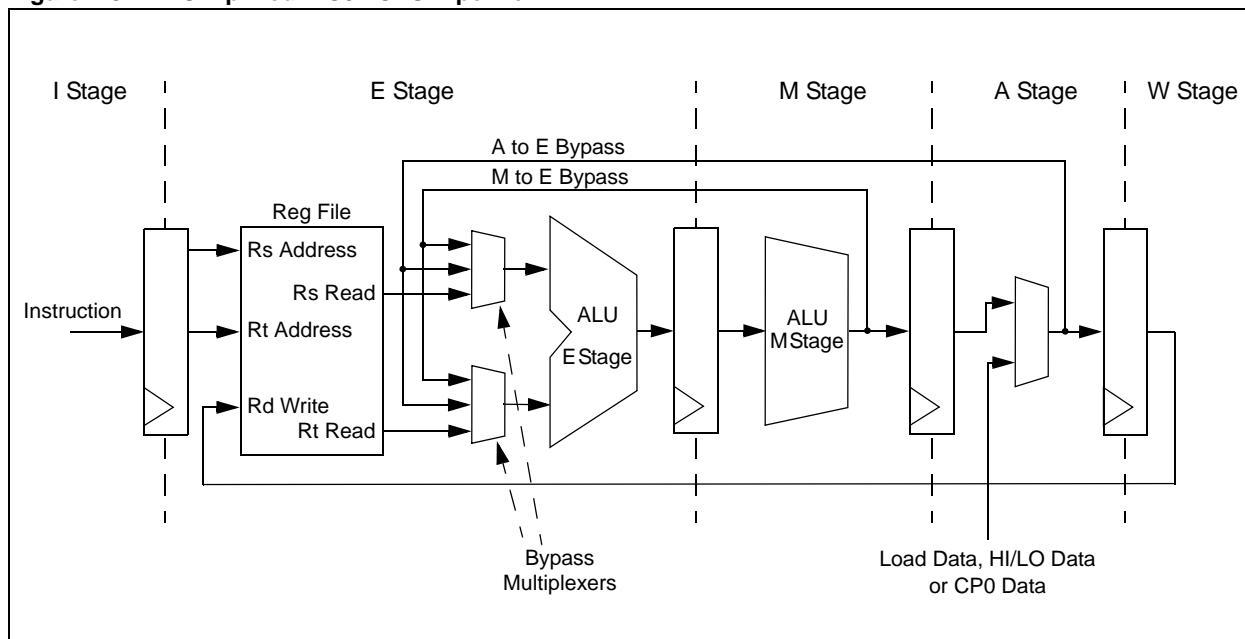 I Stage
E Stage
M Stage
A Stage
W Stage
A to E Bypass
M to E Bypass
Reg File
Rs Address
Rs Read
Instruction
Rt Address
Rd Write
Rt Read
ALU
E Stage
ALU
M Stage
Bypass
Multiplexers
Load Data, HI/LO Data
or CP0 Data